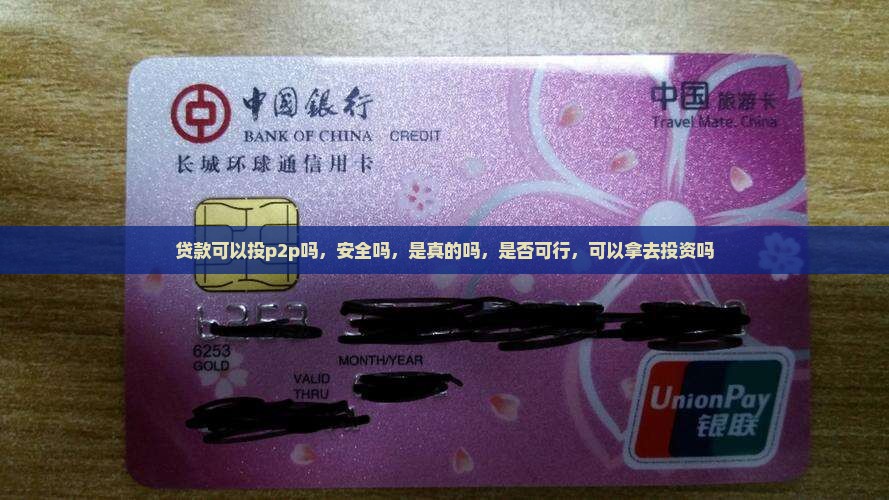 中国银行
BANK OF CHINA CREDIT
长城环球通信用卡
中国旅游卡
Travel Mate. China
贷款可以投p2p吗，安全吗，是真的吗，是否可行，可以拿去投资吗
6253
6253
GOLD
MONTH/YEAR
VALID
THRU
UnionPay
银联